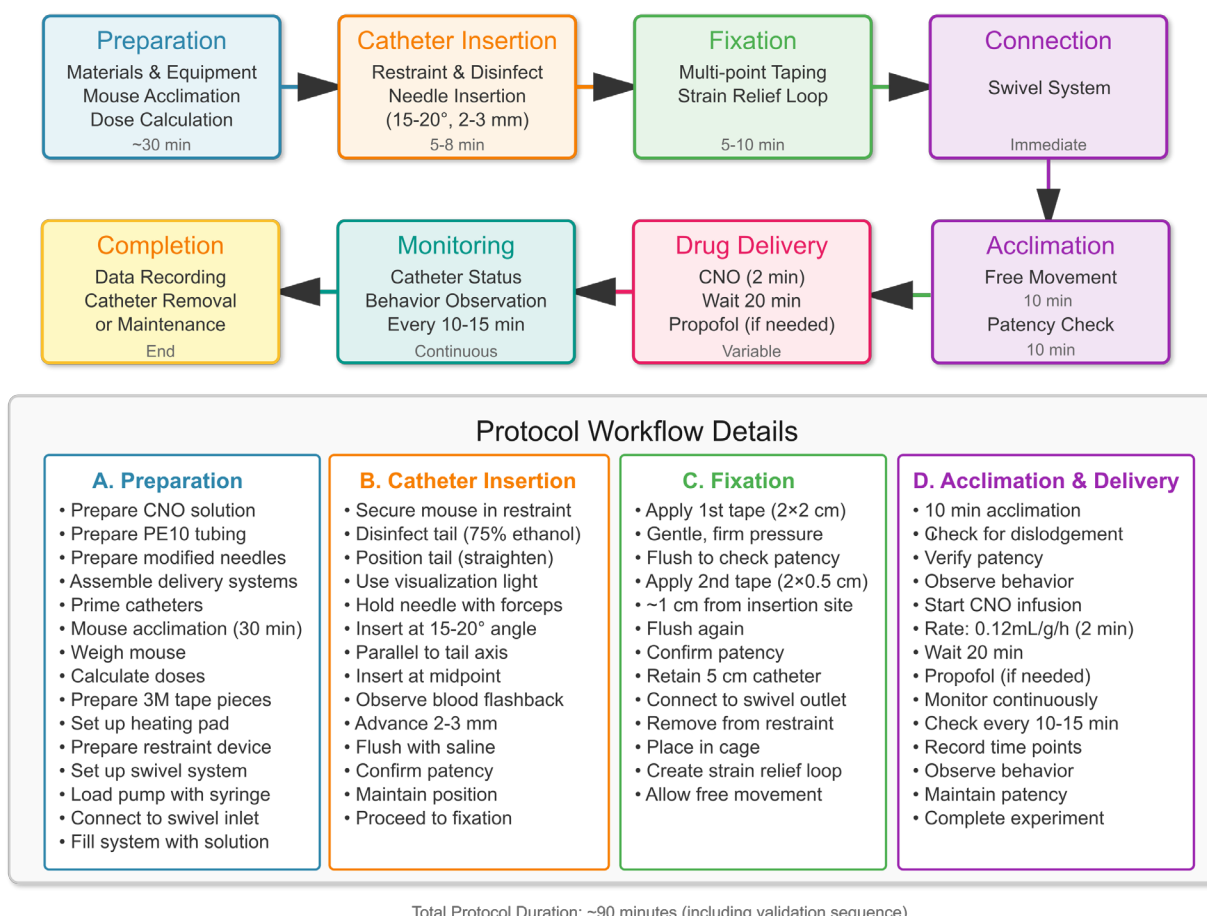 Preparation
Materials & Equipment
Mouse Acclimation
Dose Calculation
~30 min
Catheter Insertion
Restraint & Disinfect
Needle Insertion
(15-20°, 2-3 mm)
5-8 min
Fixation
Multi-point Taping
Strain Relief Loop
5-10 min
Connection
Swivel System
Immediate
Acclimation
Free Movement
10 min
Patency Check
10 min
Drug Delivery
CNO (2 min)
Wait 20 min
Propofol (if needed)
Variable
Monitoring
Catheter Status
Behavior Observation
Every 10-15 min
Continuous
Completion
Data Recording
Catheter Removal
or Maintenance
End
Protocol Workflow Details
A. Preparation
• Prepare CNO solution
• Prepare PE10 tubing
• Prepare modified needles
• Assemble delivery systems
• Prime catheters
• Mouse acclimation (30 min)
• Weigh mouse
• Calculate doses
• Prepare 3M tape pieces
• Set up heating pad
• Prepare restraint device
• Set up swivel system
• Load pump with syringe
• Connect to swivel inlet
• Fill system with solution
B. Catheter Insertion
• Secure mouse in restraint
• Disinfect tail (75% ethanol)
• Position tail (straighten)
• Use visualization light
• Hold needle with forceps
• Insert at 15-20° angle
• Parallel to tail axis
• Insert at midpoint
• Observe blood flashback
• Advance 2-3 mm
• Flush with saline
• Confirm patency
• Maintain position
• Proceed to fixation
C. Fixation
• Apply 1st tape (2×2 cm)
• Gentle, firm pressure
• Flush to check patency
• Apply 2nd tape (2×0.5 cm)
• ~1 cm from insertion site
• Flush again
• Confirm patency
• Retain 5 cm catheter
• Connect to swivel outlet
• Remove from restraint
• Place in cage
• Create strain relief loop
• Allow free movement
D. Acclimation & Delivery
• 10 min acclimation
• Check for dislodgement
• Verify patency
• Observe behavior
• Start CNO infusion
• Rate: 0.12mL/g/h (2 min)
• Wait 20 min
• Propofol (if needed)
• Monitor continuously
• Check every 10-15 min
• Record time points
• Observe behavior
• Maintain patency
• Complete experiment
Total Protocol Duration: ~90 minutes (including validation sequence)